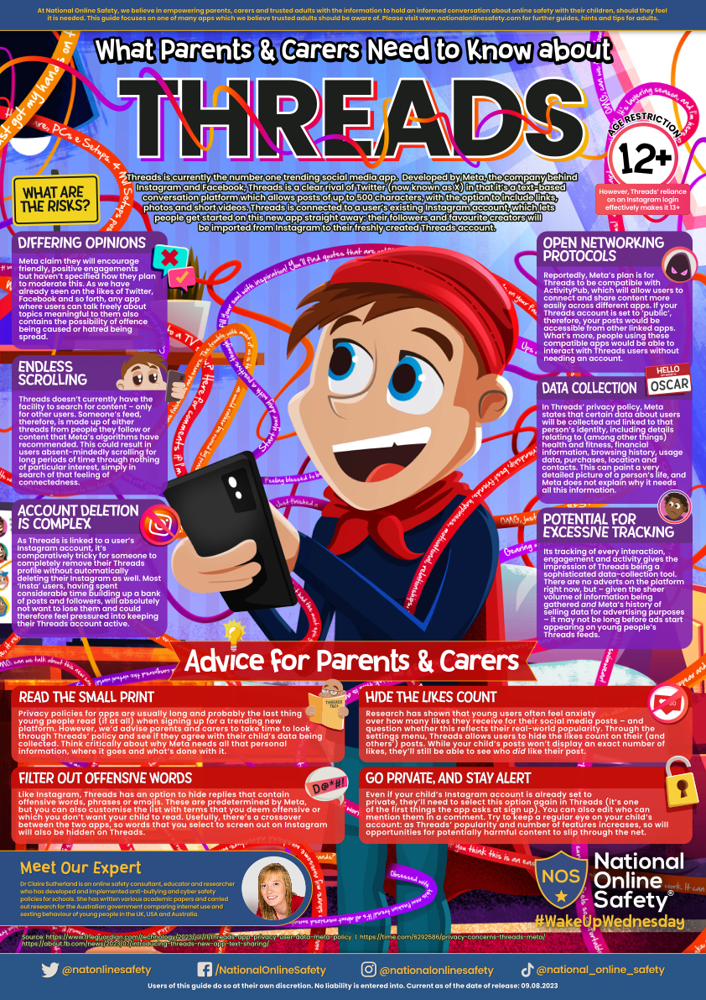 At National Online Safety, we believe in empowering parents, carers and trusted adults with the information to hold an informed conversation about online safety with their children, should they feel
it is needed. This guide focuses on one of many apps which we believe trusted adults should be aware of. Please visit www.nationalonlinesafety.com for further guides, hints and tips for adults.
What Parents & Carers Need to Know about
THREADS
AGE RESTRICTION
12+
However, Threads' reliance
on an Instagram login
effectively makes it 13+
WHAT ARE
THE RISKS?
Threads is currently the number one trending social media app. Developed by Meta, the company behind
Instagram and Facebook, Threads is a clear rival of Twitter (now known as X) in that it's a text-based
conversation platform which allows posts of up to 500 characters, with the option to include links,
photos and short videos. Threads is connected to a user's existing Instagram account, which lets
people get started on this new app straight away: their followers and favourite creators will
be imported from Instagram to their freshly created Threads account.
DIFFERING OPINIONS
Meta claim they will encourage
friendly, positive engagements
but haven't specified how they plan
to moderate this. As we have
already seen on the likes of Twitter,
Facebook and so forth, any app
where users can talk freely about
topics meaningful to them also
contains the possibility of offence
being caused or hatred being
spread.
ENDLESS
SCROLLING
Threads doesn't currently have the
facility to search for content – only
for other users. Someone's feed,
therefore, is made up of either
threads from people they follow or
content that Meta's algorithms have
recommended. This could result in
users absent-mindedly scrolling for
long periods of time through nothing
of particular interest, simply in
search of that feeling of
connectedness.
ACCOUNT DELETION
IS COMPLEX
As Threads is linked to a user's
Instagram account, it's
comparatively tricky for someone to
completely remove their Threads
profile without automatically
deleting their Instagram as well. Most
'Insta' users, having spent
considerable time building up a bank
of posts and followers, will absolutely
not want to lose them and could
therefore feel pressured into keeping
their Threads account active.
OPEN NETWORKING
PROTOCOLS
Reportedly, Meta's plan is for
Threads to be compatible with
ActivityPub, which will allow users to
connect and share content more
easily across different apps. If your
Threads account is set to 'public',
therefore, your posts would be
accessible from other linked apps.
What's more, people using these
compatible apps would be able to
interact with Threads users without
needing an account.
HELLO
OSCAR
DATA COLLECTION
In Threads' privacy policy, Meta
states that certain data about users
will be collected and linked to that
person's identity, including details
relating to (among other things)
health and fitness, financial
information, browsing history, usage
data, purchases, location and
contacts. This can paint a very
detailed picture of a person's life, and
Meta does not explain why it needs
all this information.
POTENTIAL FOR
EXCESSIVE TRACKING
Its tracking of every interaction,
engagement and activity gives the
impression of Threads being a
sophisticated data-collection tool.
There are no adverts on the platform
right now, but – given the sheer
volume of information being
gathered and Meta's history of
selling data for advertising purposes
– it may not be long before ads start
appearing on young people's
Threads feeds.
Advice for Parents & Carers
READ THE SMALL PRINT
THREADS
T&C
Privacy policies for apps are usually long and probably the last thing
young people read (if at all) when signing up for a trending new
platform. However, we'd advise parents and carers to take time to look
through Threads' policy and see if they agree with their child's data being
collected. Think critically about why Meta needs all that personal
information, where it goes and what's done with it.
HIDE THE LIKES COUNT
Research has shown that young users often feel anxiety
over how many likes they receive for their social media posts – and
question whether this reflects their real-world popularity. Through the
settings menu, Threads allows users to hide the likes count on their (and
others') posts. While your child's posts won't display an exact number of
likes, they'll still be able to see who did like their post.
FILTER OUT OFFENSIVE WORDS
D@*#!
Like Instagram, Threads has an option to hide replies that contain
offensive words, phrases or emojis. These are predetermined by Meta,
but you can also customise the list with terms that you deem offensive or
which you don't want your child to read. Usefully, there's a crossover
between the two apps, so words that you select to screen out on Instagram
will also be hidden on Threads.
GO PRIVATE, AND STAY ALERT
Even if your child's Instagram account is already set to
private, they'll need to select this option again in Threads (it's one
of the first things the app asks at sign up). You can also edit who can
mention them in a comment. Try to keep a regular eye on your child's
account: as Threads' popularity and number of features increases, so will
opportunities for potentially harmful content to slip through the net.
Meet Our Expert
Dr Claire Sutherland is an online safety consultant, educator and researcher
who has developed and implemented anti-bullying and cyber safety
policies for schools. She has written various academic papers and carried
out research for the Australian government comparing internet use and
sexting behaviour of young people in the UK, USA and Australia.
NOS
National
Online
Safety®
#WakeUpWednesday
Source: https://www.theguardian.com/technology/2023/jul/11/threads-app-privacy-user-data-meta-policy | https://time.com/6292586/privacy-concerns-threads-meta/
https://about.fb.com/news/2023/07/introducing-threads-new-app-text-sharing/
@natonlinesafety
/NationalOnlineSafety
@nationalonlinesafety
@national_online_safety
Users of this guide do so at their own discretion. No liability is entered into. Current as of the date of release: 09.08.2023